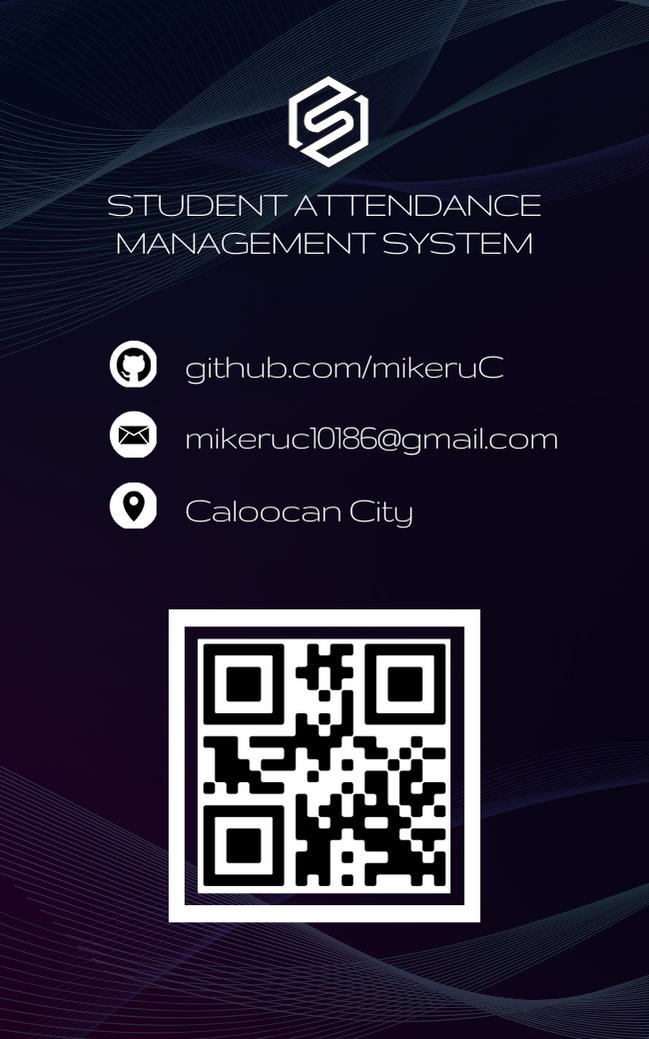 STUDENT ATTENDANCE
MANAGEMENT SYSTEM
github.com/mikeruC
mikeruc10186@gmail.com
Caloocan City